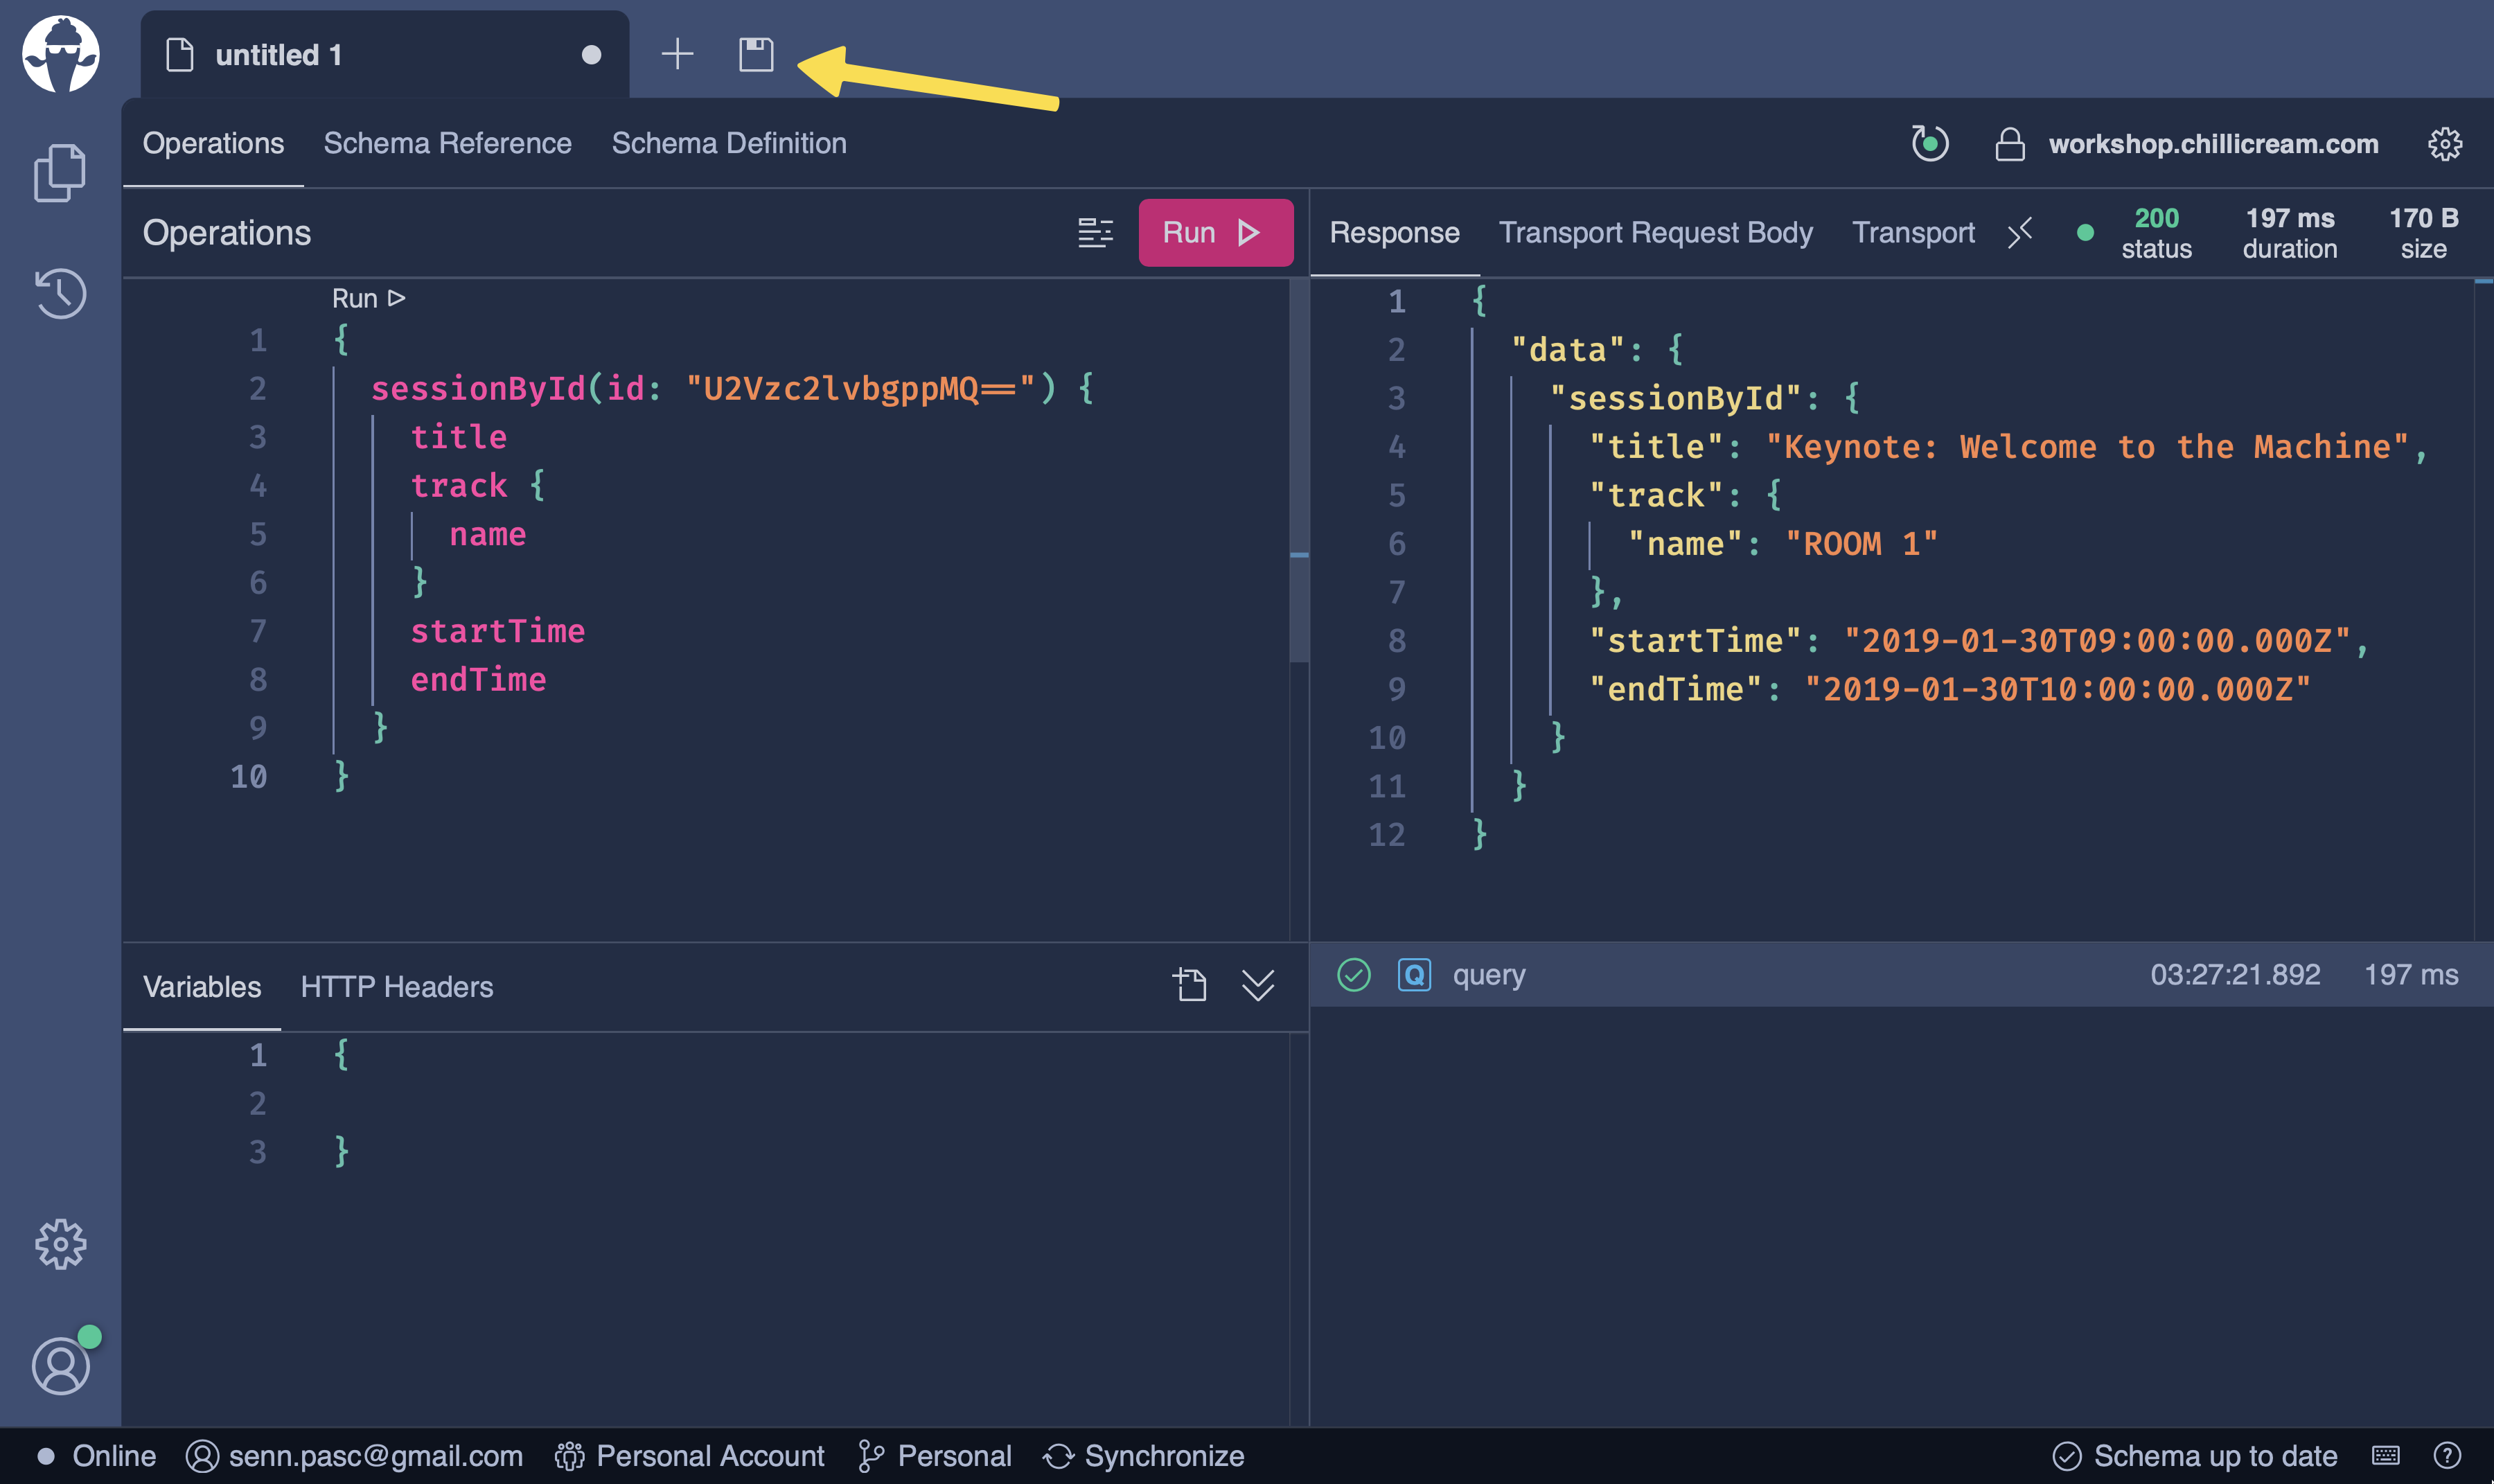 untitled 1
Operations Schema Reference Schema Definition workshop.chillicream.com
Operations Run
Run
1 {
2 sessionById(id: "U2Vzc2lvbgppMQ==") {
3 title
4 track {
5 name
6 }
7 startTime
8 endTime
9 }
10 }
Response Transport Request Body Transport 200 status 197 ms duration 170 B size
1 {
2 "data": {
3 "sessionById": {
4 "title": "Keynote: Welcome to the Machine",
5 "track": {
6 "name": "ROOM 1"
7 },
8 "startTime": "2019-01-30T09:00:00.000Z",
9 "endTime": "2019-01-30T10:00:00.000Z"
10 }
11 }
12 }
Variables HTTP Headers
1 {
2
3 }
Q query 03:27:21.892 197 ms
Online senn.pasc@gmail.com Personal Account Personal Synchronize Schema up to date